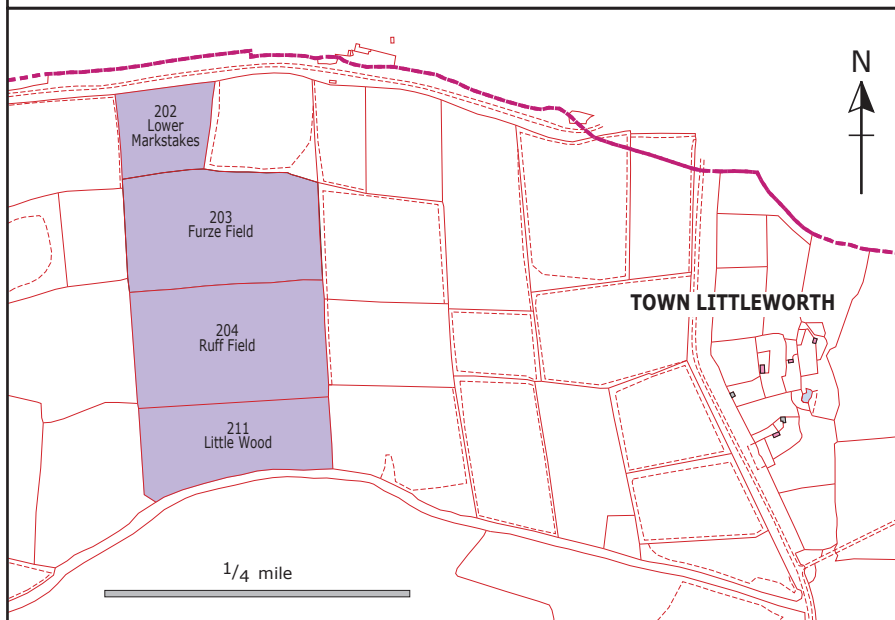 N
202
Lower
Markstakes
203
Furze Field
TOWN LITTLEWORTH
204
Ruff Field
211
Little Wood
1/4 mile